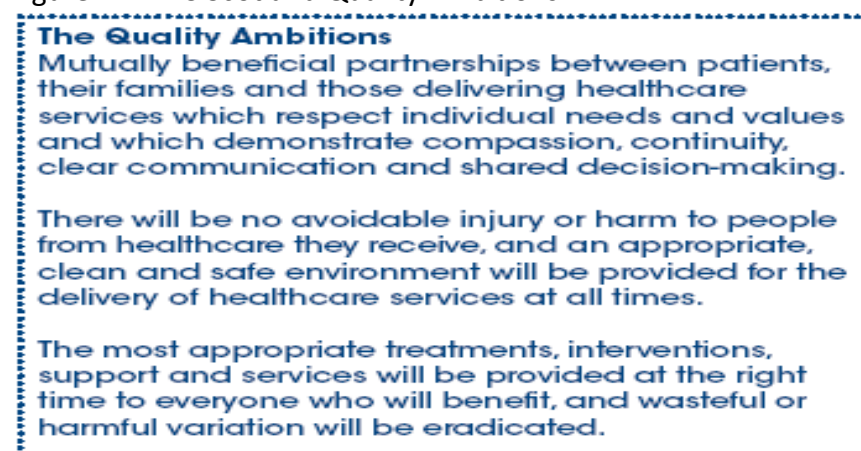 The Quality Ambitions
Mutually beneficial partnerships between patients,
their families and those delivering healthcare
services which respect individual needs and values
and which demonstrate compassion, continuity,
clear communication and shared decision-making.
There will be no avoidable injury or harm to people
from healthcare they receive, and an appropriate,
clean and safe environment will be provided for the
delivery of healthcare services at all times.
The most appropriate treatments, interventions,
support and services will be provided at the right
time to everyone who will benefit, and wasteful or
harmful variation will be eradicated.